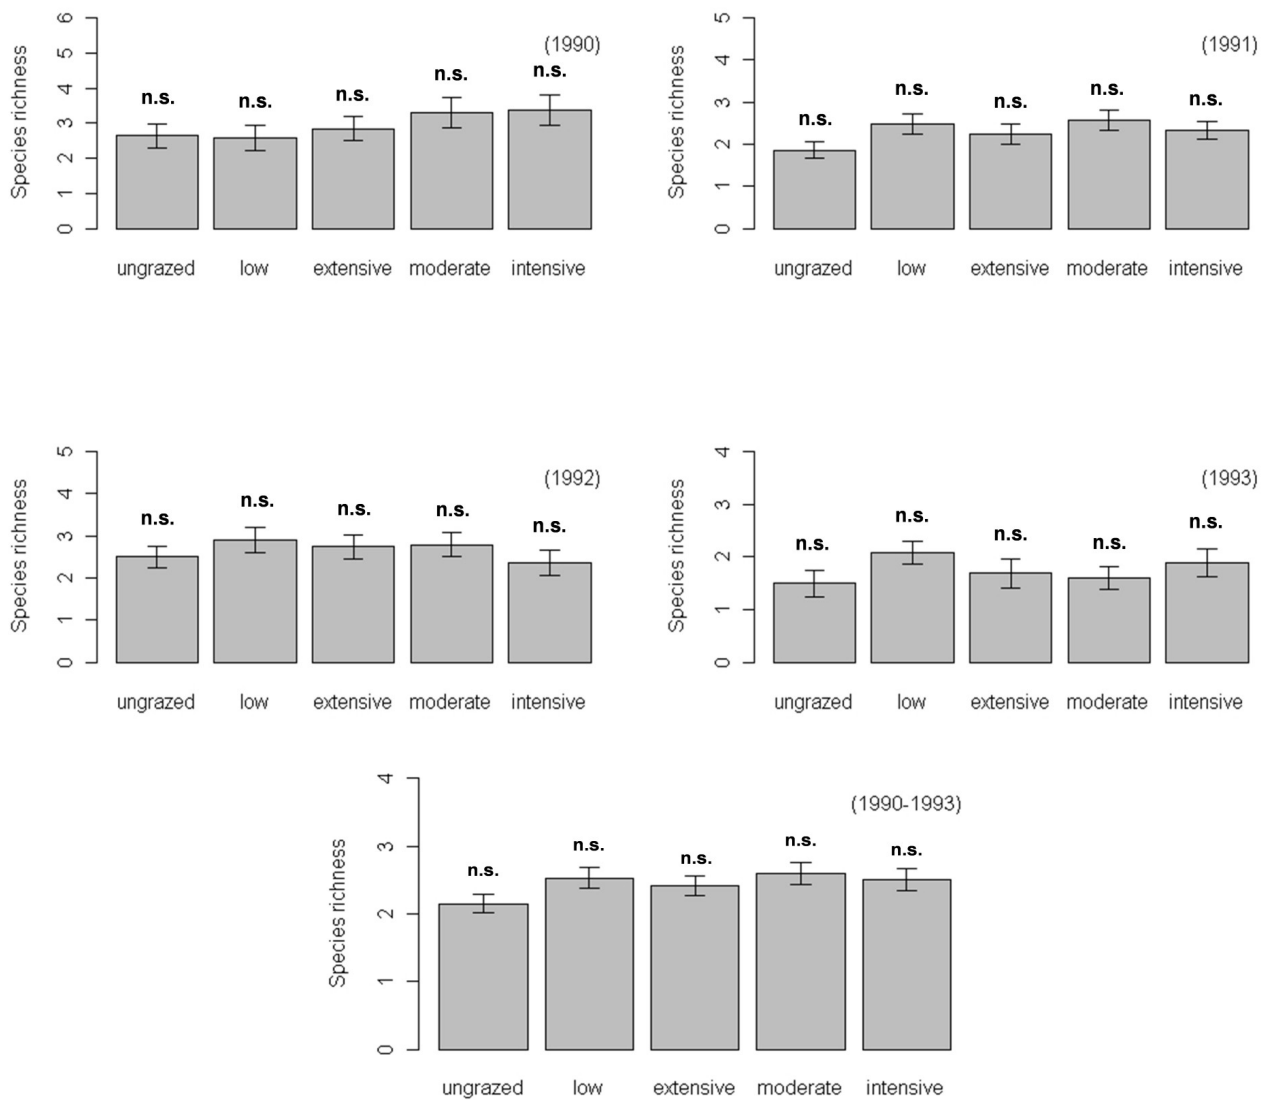 Species richness
6
5
4
3
2
1
0
(1990)
n.s. n.s. n.s. n.s. n.s.
ungrazed low extensive moderate intensive
Species richness
5
4
3
2
1
0
(1991)
n.s. n.s. n.s. n.s. n.s.
ungrazed low extensive moderate intensive
Species richness
5
4
3
2
1
0
(1992)
n.s. n.s. n.s. n.s. n.s.
ungrazed low extensive moderate intensive
Species richness
4
3
2
1
0
(1993)
n.s. n.s. n.s. n.s. n.s.
ungrazed low extensive moderate intensive
Species richness
4
3
2
1
0
(1990-1993)
n.s. n.s. n.s. n.s. n.s.
ungrazed low extensive moderate intensive